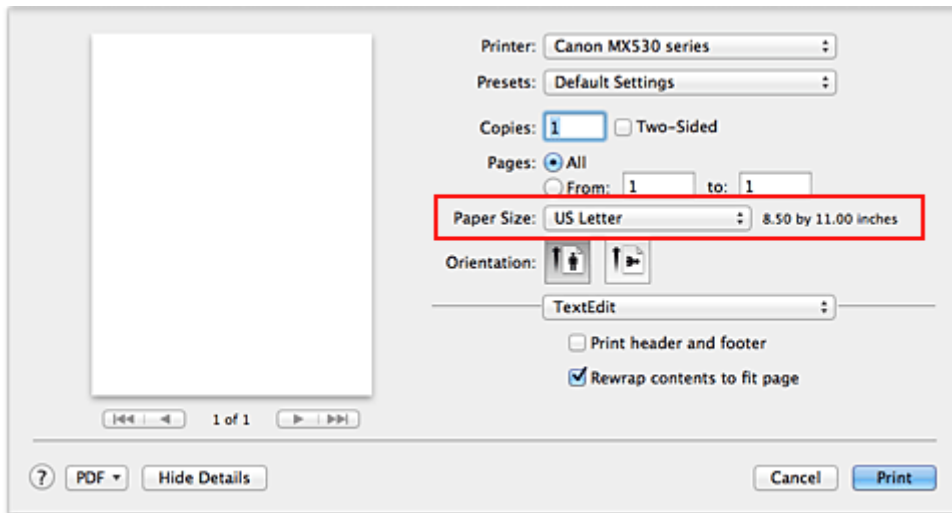 Printer: Canon MX530 series
Presets: Default Settings
Copies: 1 Two-Sided
Pages: All
From: 1 to: 1
Paper Size: US Letter 8.50 by 11.00 inches
Orientation:
TextEdit
Print header and footer
Rewrap contents to fit page
1 of 1
? PDF Hide Details Cancel Print